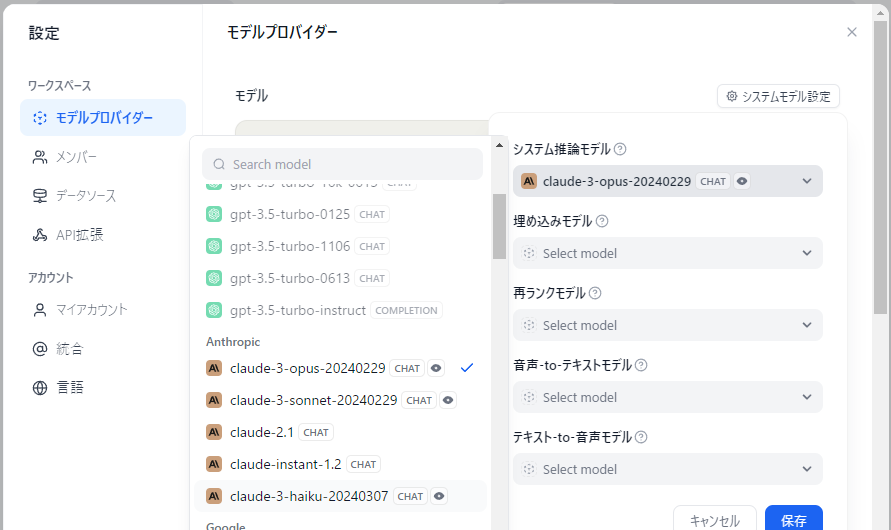 設定
ワークスペース
モデルプロバイダー
メンバー
データソース
API拡張
アカウント
マイアカウント
統合
言語
モデルプロバイダー
モデル
システムモデル設定
Search model
gpt-3.5-turbo-16k-0613 CHAT
gpt-3.5-turbo-0125 CHAT
gpt-3.5-turbo-1106 CHAT
gpt-3.5-turbo-0613 CHAT
gpt-3.5-turbo-instruct COMPLETION
Anthropic
claude-3-opus-20240229 CHAT
claude-3-sonnet-20240229 CHAT
claude-2.1 CHAT
claude-instant-1.2 CHAT
claude-3-haiku-20240307 CHAT
Google
システム推論モデル
claude-3-opus-20240229 CHAT
埋め込みモデル
Select model
再ランクモデル
Select model
音声-to-テキストモデル
Select model
テキスト-to-音声モデル
Select model
キャンセル
保存